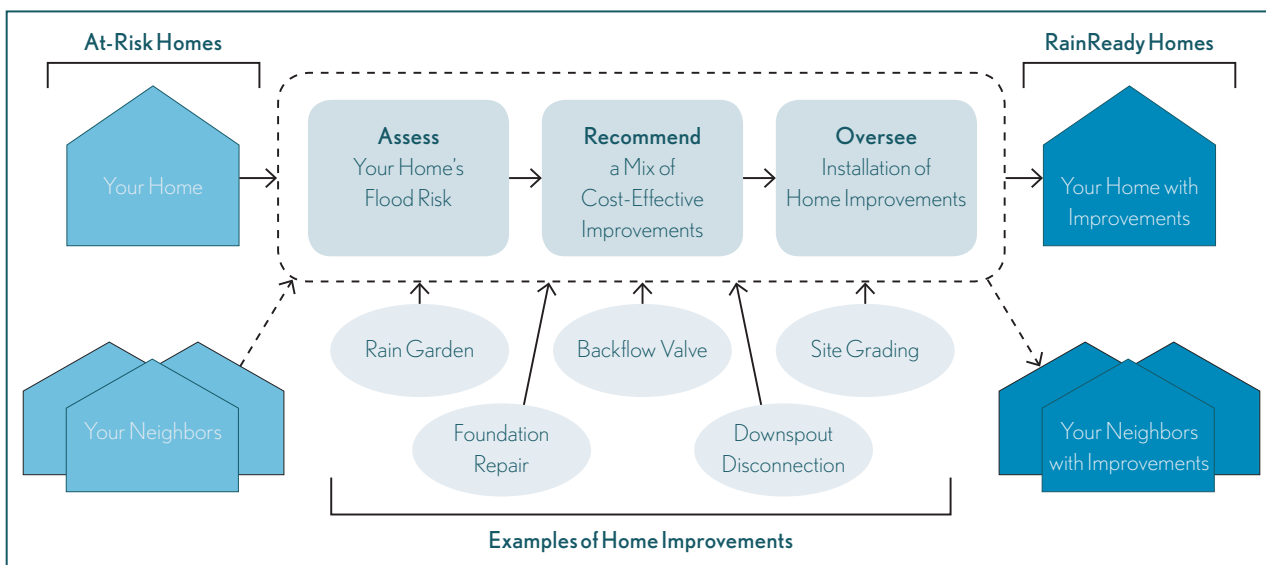 At-Risk Homes
RainReady Homes
Your Home
Assess
Your Home's
Flood Risk
Recommend
a Mix of
Cost-Effective
Improvements
Oversee
Installation of
Home Improvements
Your Home with
Improvements
Your Neighbors
Rain Garden
Backflow Valve
Site Grading
Foundation
Repair
Downspout
Disconnection
Your Neighbors
with Improvements
Examples of Home Improvements